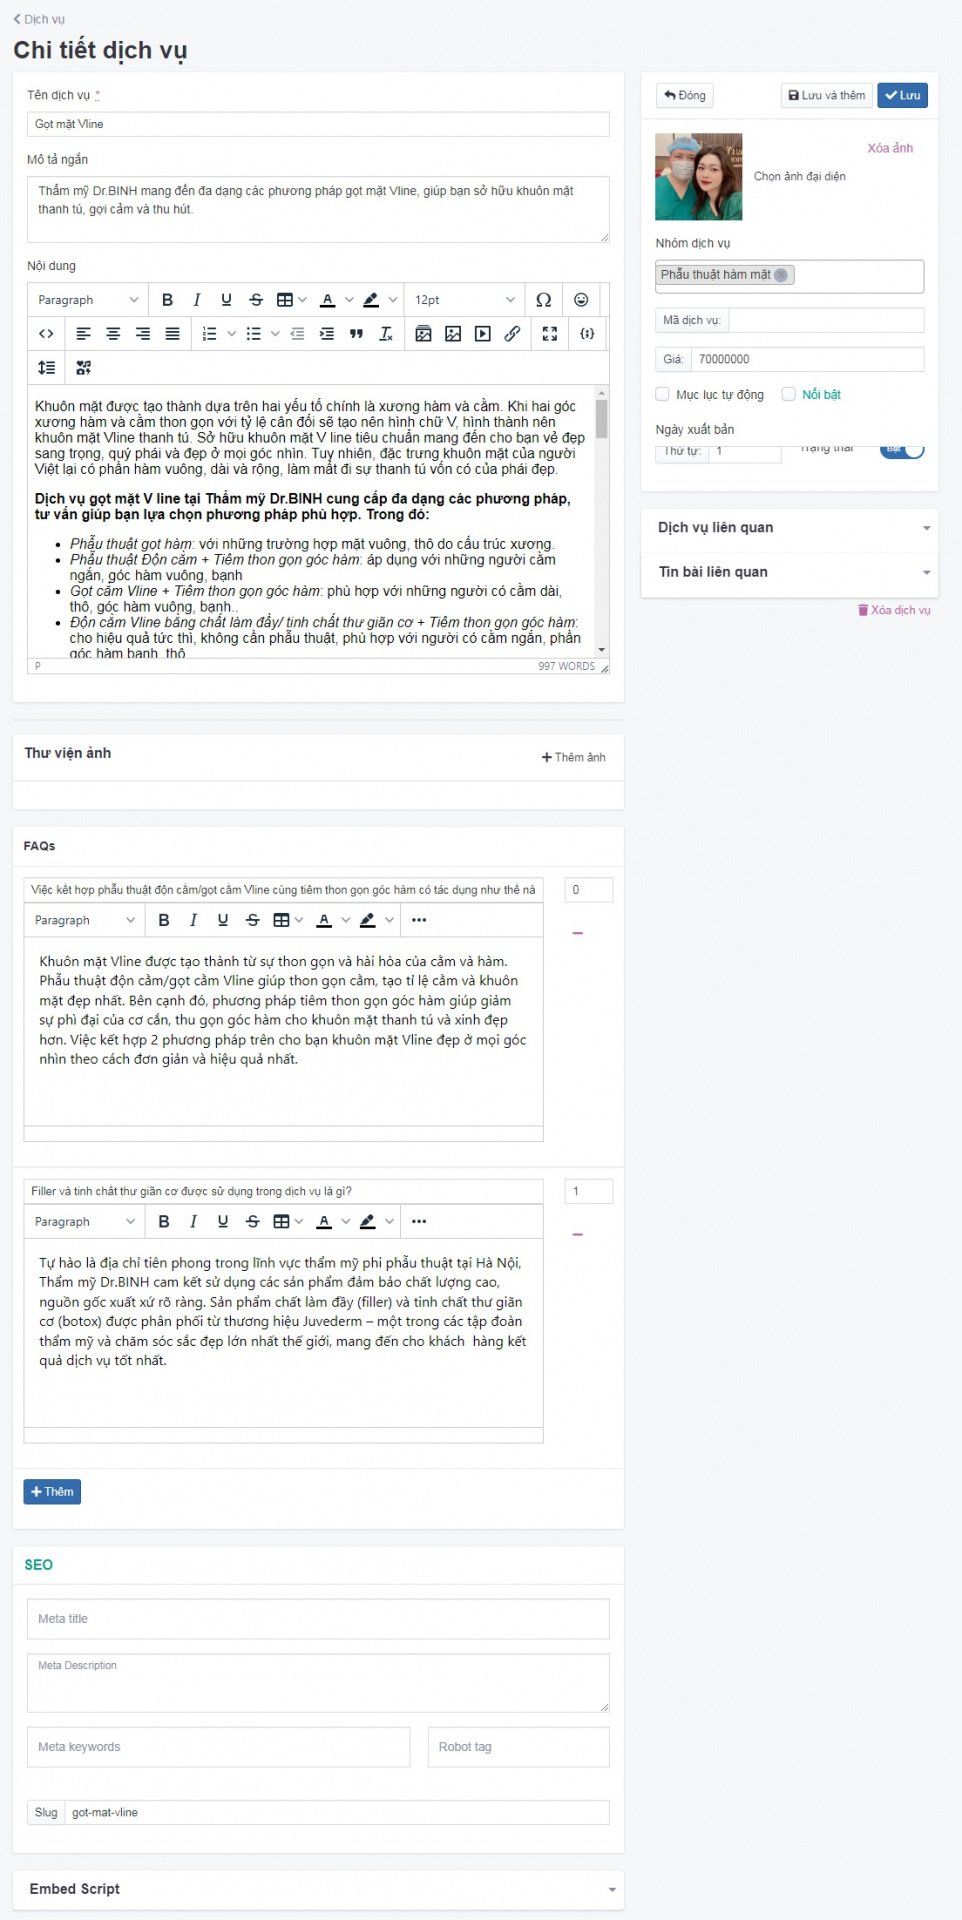 Dịch vụ
Chi tiết dịch vụ
Tên dịch vụ *
Gọt mặt Vline
Mô tả ngắn
Thẩm mỹ Dr.BINH mang đến đa dạng các phương pháp gọt mặt Vline, giúp bạn sở hữu khuôn mặt
thanh tú, gợi cảm và thu hút.
Nội dung
Paragraph
12pt
Khuôn mặt được tạo thành dựa trên hai yếu tố chính là xương hàm và cằm. Khi hai góc
xương hàm và cằm thon gọn với tỷ lệ cân đối sẽ tạo nên hình chữ V, hình thành nên
khuôn mặt Vline thanh tú. Sở hữu khuôn mặt V line tiêu chuẩn mang đến cho bạn vẻ đẹp
sang trọng, quý phái và đẹp ở mọi góc nhìn. Tuy nhiên, đặc trưng khuôn mặt của người
Việt lại có phần hàm vuông, dài và rộng, làm mất đi sự thanh tú vốn có của phái đẹp.
Dịch vụ gọt mặt V line tại Thẩm mỹ Dr.BINH cung cấp đa dạng các phương pháp,
tư vấn giúp bạn lựa chọn phương pháp phù hợp. Trong đó:
Phẫu thuật gọt hàm: với những trường hợp mặt vuông, thô do cấu trúc xương.
Phẫu thuật Độn cằm + Tiêm thon gọn góc hàm: áp dụng với những người cằm
ngắn, góc hàm vuông, bạnh
Gọt cằm Vline + Tiêm thon gọn góc hàm: phù hợp với những người có cằm dài,
thô, góc hàm vuông, bạnh..
Độn cằm Vline bằng chất làm đầy/ tinh chất thư giãn cơ + Tiêm thon gọn góc hàm:
cho hiệu quả tức thì, không cần phẫu thuật, phù hợp với người có cằm ngắn, phần
góc hàm bạnh, thô
P
997 WORDS
Thư viện ảnh
Thêm ảnh
FAQs
Việc kết hợp phẫu thuật độn cằm/gọt cằm Vline cùng tiêm thon gọn góc hàm có tác dụng như thế nà
0
Paragraph
Khuôn mặt Vline được tạo thành từ sự thon gọn và hài hòa của cằm và hàm.
Phẫu thuật độn cằm/gọt cằm Vline giúp thon gọn cằm, tạo tỉ lệ cằm và khuôn
mặt đẹp nhất. Bên cạnh đó, phương pháp tiêm thon gọn góc hàm giúp giảm
sự phì đại của cơ cắn, thu gọn góc hàm cho khuôn mặt thanh tú và xinh đẹp
hơn. Việc kết hợp 2 phương pháp trên cho bạn khuôn mặt Vline đẹp ở mọi góc
nhìn theo cách đơn giản và hiệu quả nhất.
Filler và tinh chất thư giãn cơ được sử dụng trong dịch vụ là gì?
1
Paragraph
Tự hào là địa chỉ tiên phong trong lĩnh vực thẩm mỹ phi phẫu thuật tại Hà Nội,
Thẩm mỹ Dr.BINH cam kết sử dụng các sản phẩm đảm bảo chất lượng cao,
nguồn gốc xuất xứ rõ ràng. Sản phẩm chất làm đầy (filler) và tinh chất thư giãn
cơ (botox) được phân phối từ thương hiệu Juvederm – một trong các tập đoàn
thẩm mỹ và chăm sóc sắc đẹp lớn nhất thế giới, mang đến cho khách hàng kết
quả dịch vụ tốt nhất.
Thêm
SEO
Meta title
Meta Description
Meta keywords
Robot tag
Slug
got-mat-vline
Embed Script
Đóng
Lưu và thêm
Lưu
Xóa ảnh
Chọn ảnh đại diện
Nhóm dịch vụ
Phẫu thuật hàm mặt
Mã dịch vụ:
Giá:
70000000
Mục lục tự động
Nổi bật
Ngày xuất bản
Thứ tự:
1
Trạng thái
Bật
Dịch vụ liên quan
Tin bài liên quan
Xóa dịch vụ